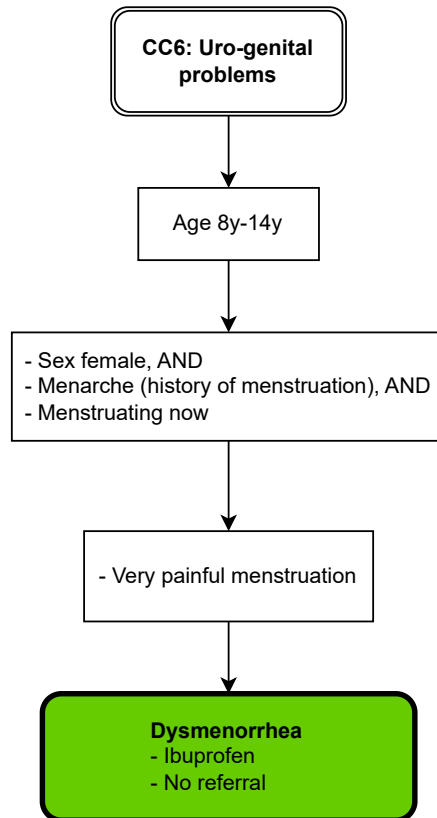 CC6: Uro-genital
problems
Age 8y-14y
- Sex female, AND
- Menarche (history of menstruation), AND
- Menstruating now
- Very painful menstruation
Dysmenorrhea
- Ibuprofen
- No referral